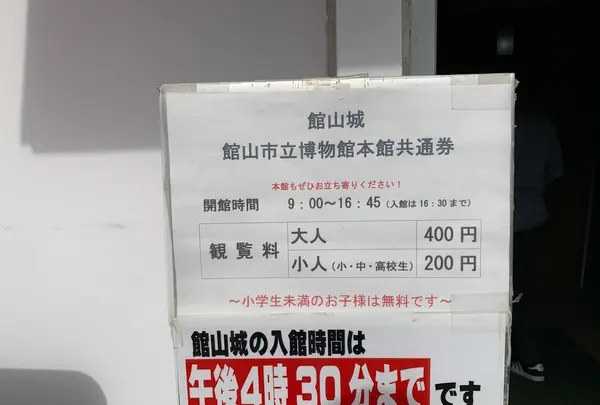 館山城
館山市立博物館本館共通券
本館もぜひお立ち寄りください！
開館時間 9：00～16：45（入館は16：30まで）
観覧料 大人 400円
小人（小・中・高校生） 200円
～小学生未満のお子様は無料です～
館山城の入館時間は
午後4時30分まで です